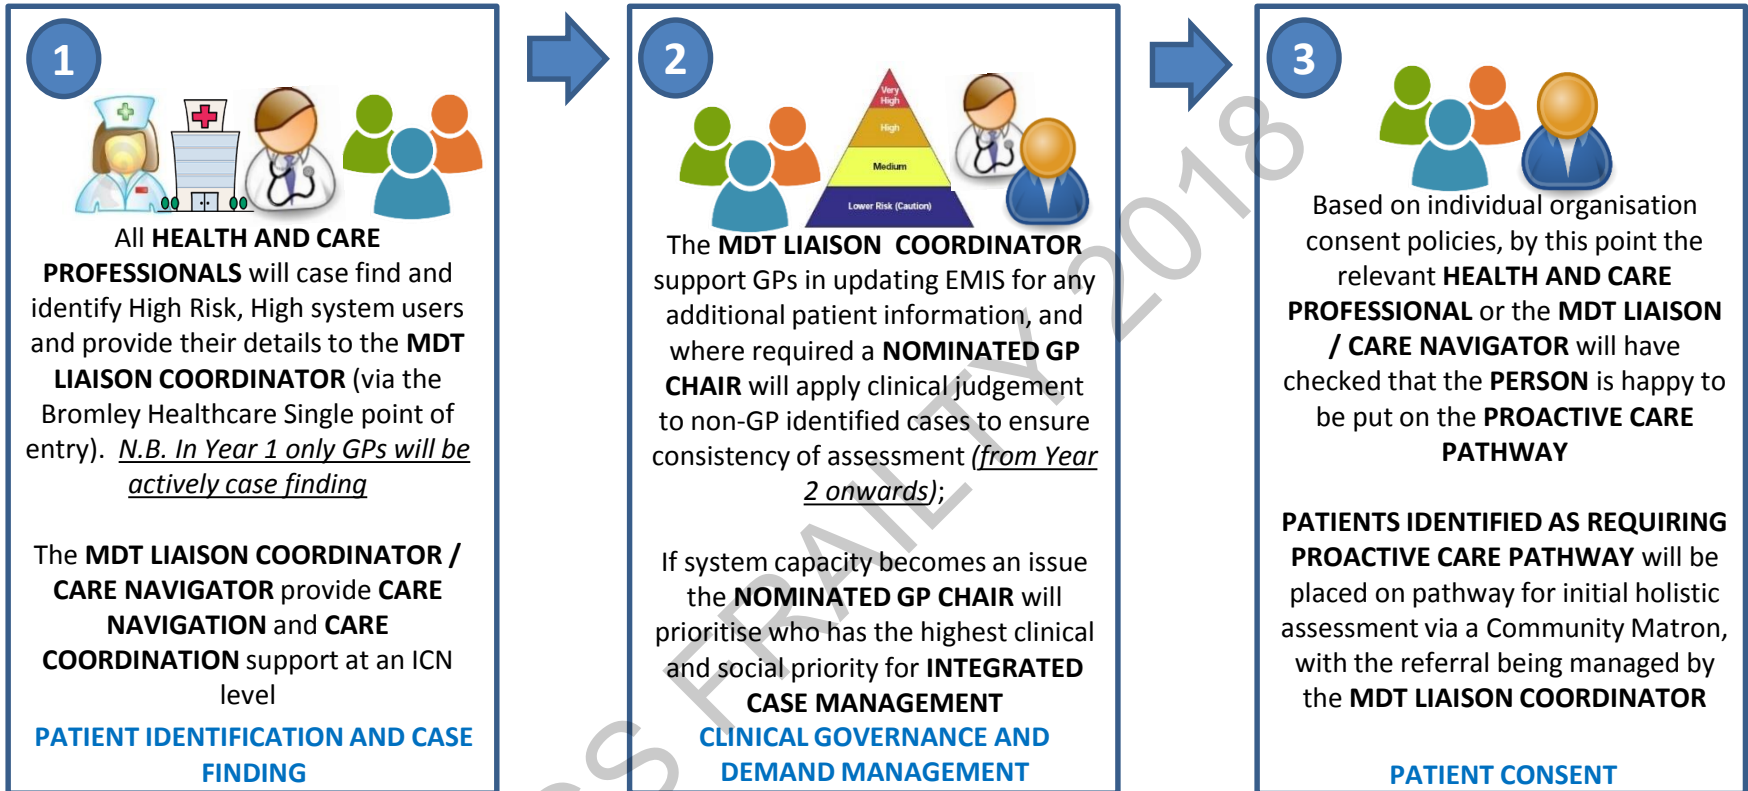 1
All HEALTH AND CARE
PROFESSIONALS will case find and
identify High Risk, High system users
and provide their details to the MDT
LIAISON COORDINATOR (via the
Bromley Healthcare Single point of
entry). N.B. In Year 1 only GPs will be
actively case finding
The MDT LIAISON COORDINATOR /
CARE NAVIGATOR provide CARE
NAVIGATION and CARE
COORDINATION support at an ICN
level
PATIENT IDENTIFICATION AND CASE
FINDING
2
Very
High
High
Medium
Lower Risk (Caution)
The MDT LIAISON COORDINATOR
support GPs in updating EMIS for any
additional patient information, and
where required a NOMINATED GP
CHAIR will apply clinical judgement
to non-GP identified cases to ensure
consistency of assessment (from Year
2 onwards);
If system capacity becomes an issue
the NOMINATED GP CHAIR will
prioritise who has the highest clinical
and social priority for INTEGRATED
CASE MANAGEMENT
CLINICAL GOVERNANCE AND
DEMAND MANAGEMENT
3
Based on individual organisation
consent policies, by this point the
relevant HEALTH AND CARE
PROFESSIONAL or the MDT LIAISON
/ CARE NAVIGATOR will have
checked that the PERSON is happy to
be put on the PROACTIVE CARE
PATHWAY
PATIENTS IDENTIFIED AS REQUIRING
PROACTIVE CARE PATHWAY will be
placed on pathway for initial holistic
assessment via a Community Matron,
with the referral being managed by
the MDT LIAISON COORDINATOR
PATIENT CONSENT
S FRAILTY 2018